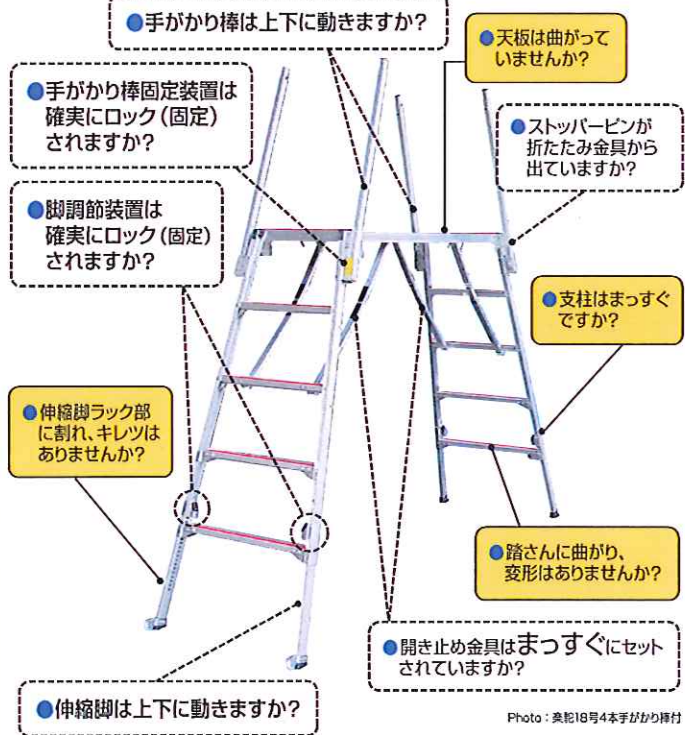 ●手がかり棒は上下に動きますか？
●天板は曲がって
いませんか？
●手がかり棒固定装置は
確実にロック（固定）
されますか？
●ストッパーピンが
折たたみ金具から
出ていますか？
●脚調節装置は
確実にロック（固定）
されますか？
●支柱はまっすぐ
ですか？
●伸縮脚ラック部
に割れ、キレツは
ありませんか？
●踏さんに曲がり、
変形はありませんか？
●開き止め金具はまっすぐにセット
されていますか？
●伸縮脚は上下に動きますか？
Photo：楽駝18号4本手がかり棒付